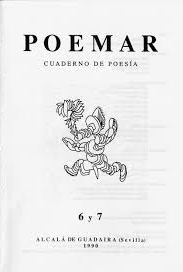 POEMAR
CUADERNO DE POESÍA
6 y 7
ALCALÁ DE GUADAIRA (Sevilla)
1990